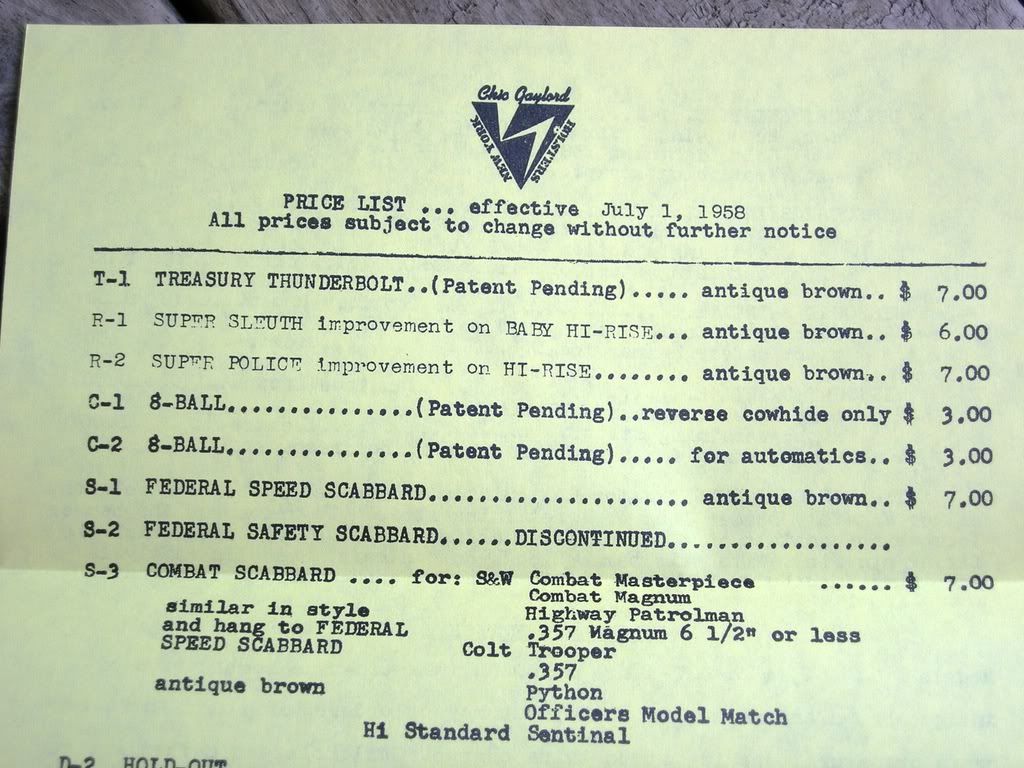 Chic Gaylord
NEW YORK HOLSTERS
PRICE LIST ... effective July 1, 1958
All prices subject to change without further notice
T-1 TREASURY THUNDERBOLT..(Patent Pending)..... antique brown.. $ 7.00
R-1 SUPER SLEUTH improvement on BABY HI-RISE... antique brown.. $ 6.00
R-2 SUPER POLICE improvement on HI-RISE........ antique brown.. $ 7.00
C-1 8-BALL................(Patent Pending)..reverse cowhide only $ 3.00
C-2 8-BALL................(Patent Pending)..... for automatics.. $ 3.00
S-1 FEDERAL SPEED SCABBARD..................... antique brown.. $ 7.00
S-2 FEDERAL SAFETY SCABBARD......DISCONTINUED..................
S-3 COMBAT SCABBARD .... for: S&W Combat Masterpiece ...... $ 7.00
Combat Magnum
similar in style Highway Patrolman
and hang to FEDERAL .357 Magnum 6 1/2" or less
SPEED SCABBARD Colt Trooper
.357
antique brown Python
Officers Model Match
Hi Standard Sentinal
D-2 HOLD-OUT